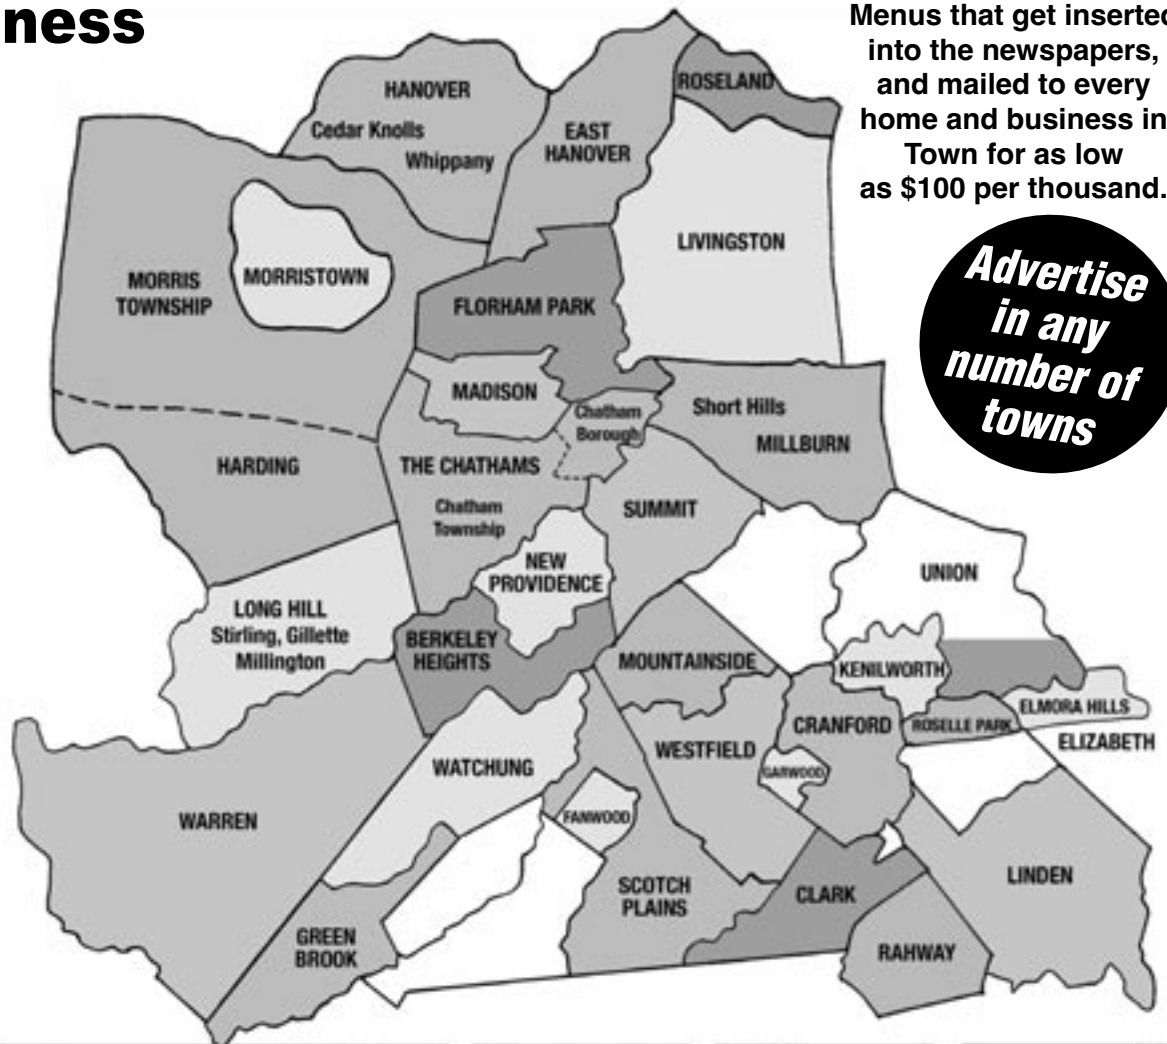 ness
Menus that get inserted
into the newspapers,
and mailed to every
home and business in
Town for as low
as $100 per thousand.
Advertise
in any
number of
towns
HANOVER
Cedar Knolls
Whippany
EAST
HANOVER
ROSELAND
LIVINGSTON
MORRIS
TOWNSHIP
MORRISTOWN
FLORHAM PARK
MADISON
Chatham
Borough
Short Hills
MILLBURN
HARDING
THE CHATHAMS
Chatham
Township
SUMMIT
NEW
PROVIDENCE
UNION
LONG HILL
Stirling, Gillette
Millington
BERKELEY
HEIGHTS
MOUNTAINSIDE
KENILWORTH
ELMORA HILLS
ROSELLE PARK
ELIZABETH
CRANFORD
WESTFIELD
GARWOOD
WATCHUNG
FANWOOD
WARREN
SCOTCH
PLAINS
CLARK
LINDEN
GREEN
BROOK
RAHWAY